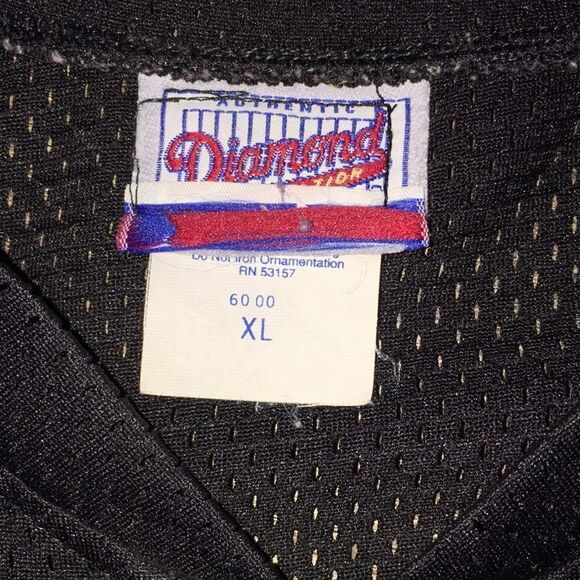 AUTHENTIC
Diamond
Do Not Iron Ornamentation
RN 53157
60 00
XL